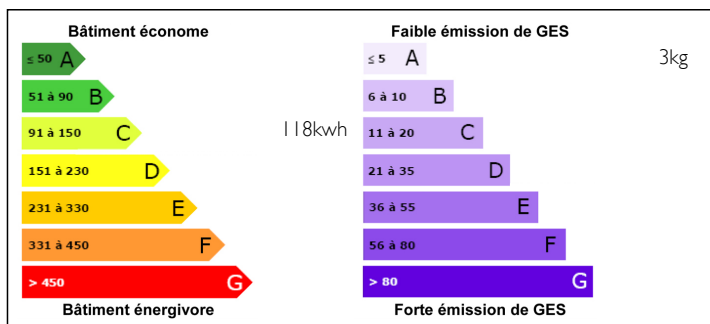 Bâtiment économe
≤ 50 A
51 à 90 B
91 à 150 C
118kwh
151 à 230 D
231 à 330 E
331 à 450 F
> 450 G
Bâtiment énergivore
Faible émission de GES
≤ 5 A
3kg
6 à 10 B
11 à 20 C
21 à 35 D
36 à 55 E
56 à 80 F
> 80 G
Forte émission de GES